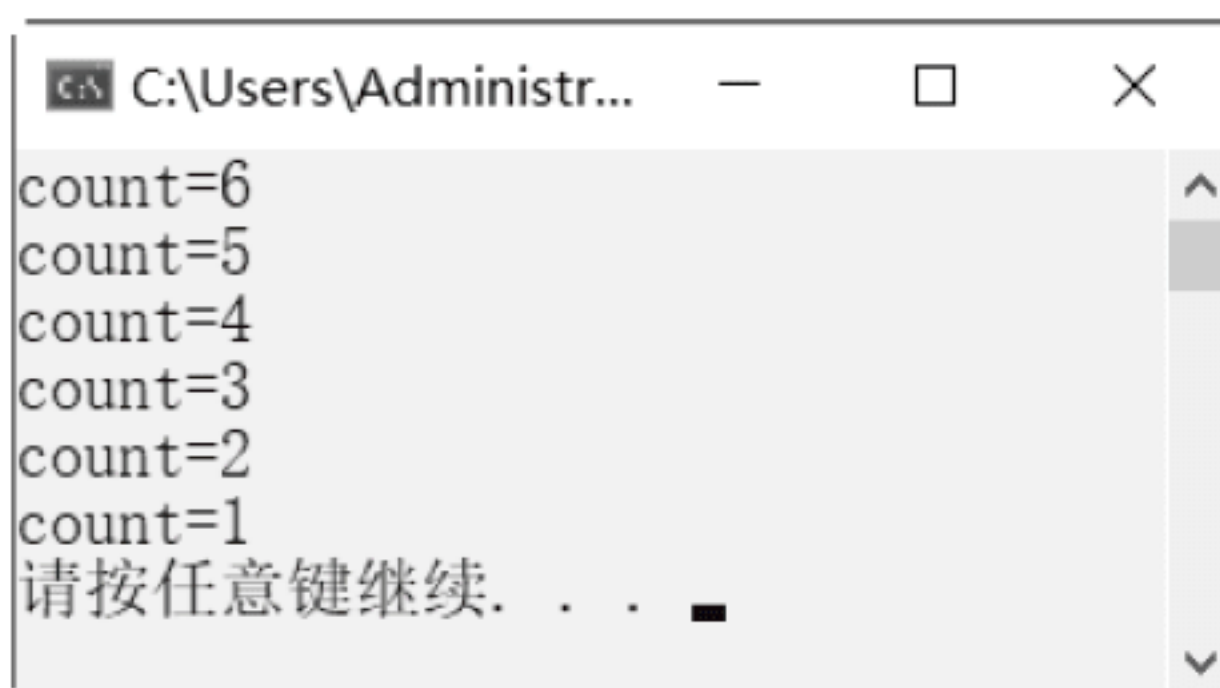 C:\Users\Administr...
count=6
count=5
count=4
count=3
count=2
count=1
请按任意键继续. . .